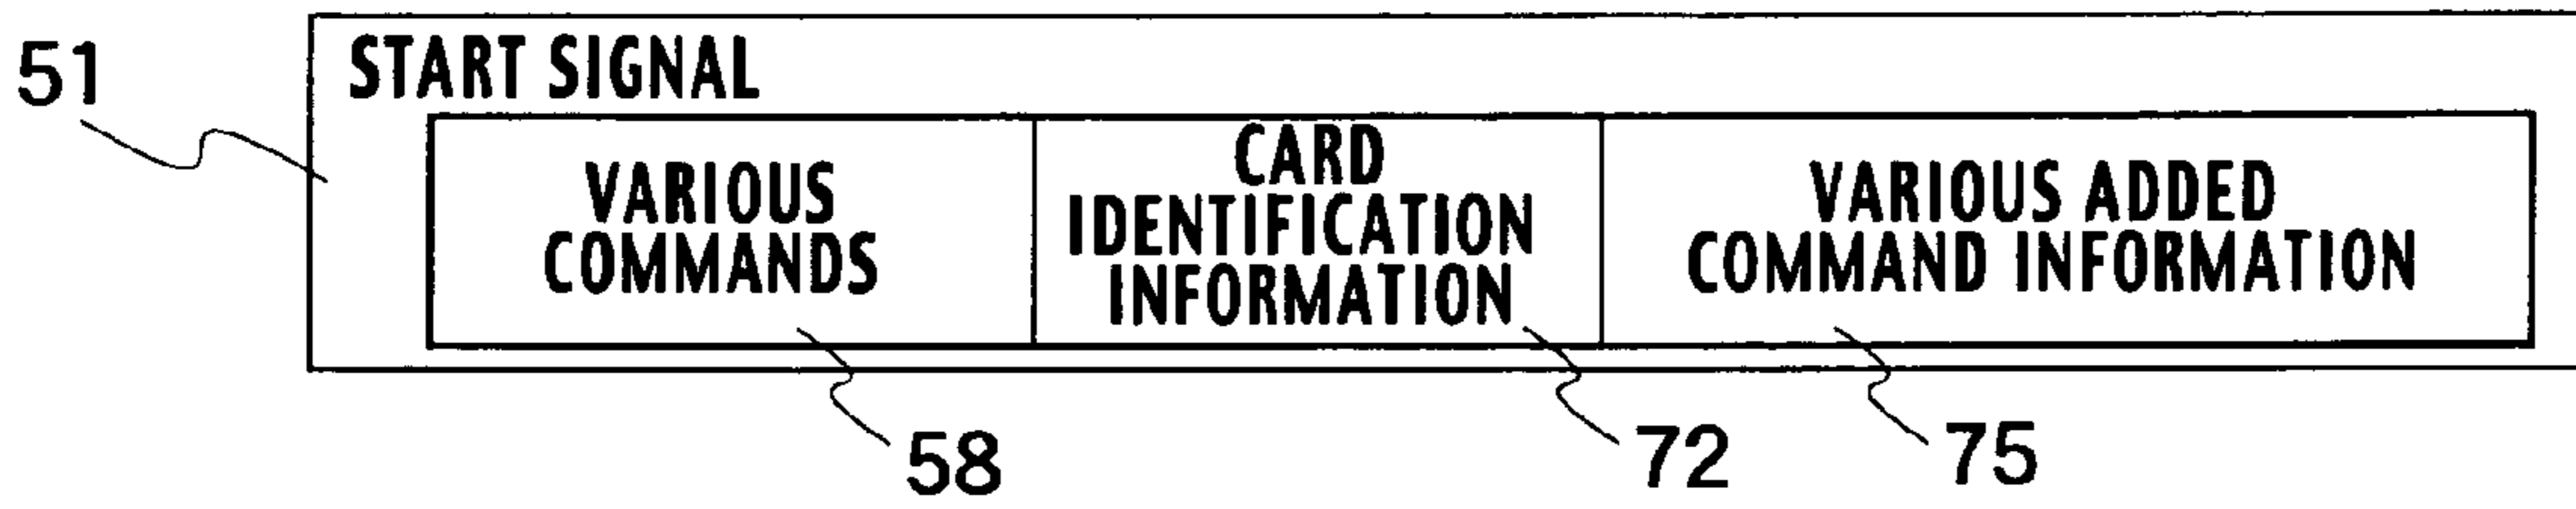 51
START SIGNAL
VARIOUS
COMMANDS
CARD
IDENTIFICATION
INFORMATION
VARIOUS ADDED
COMMAND INFORMATION
58
72
75